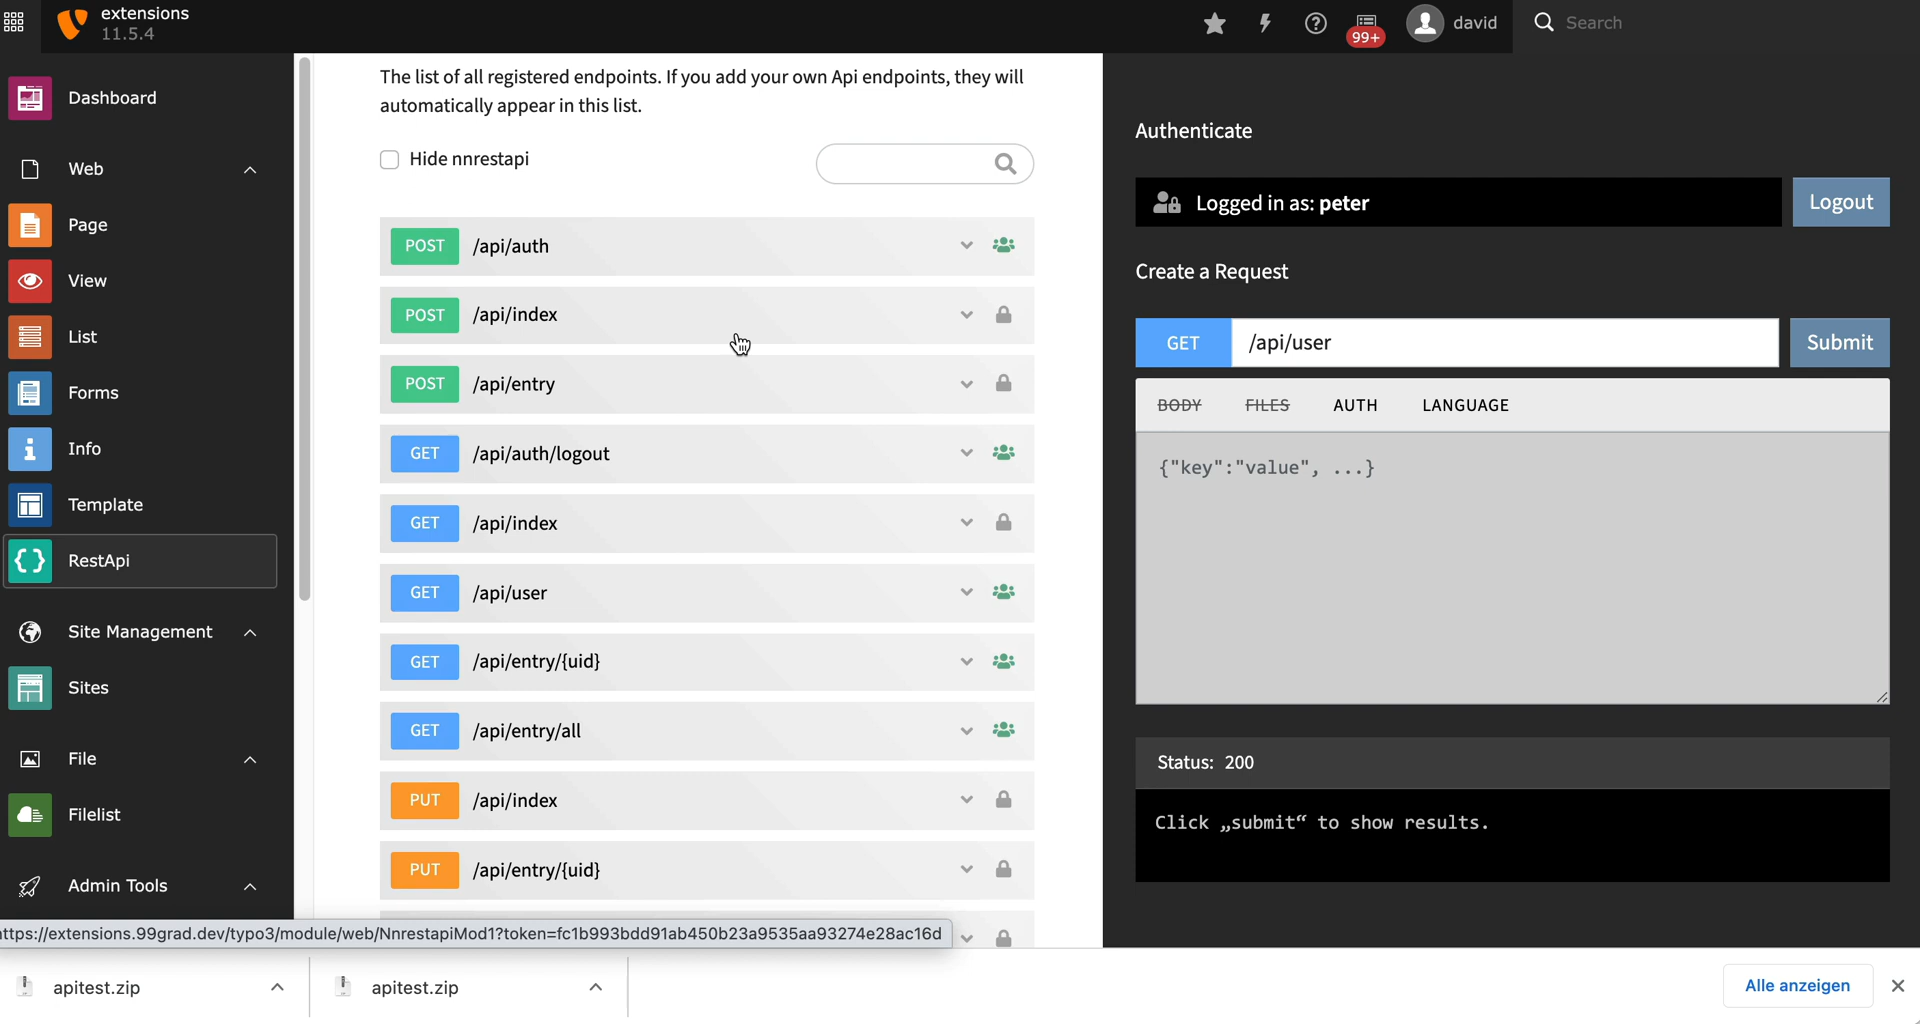 extensions
11.5.4
99+
david
Search
Dashboard
Web
Page
View
List
Forms
Info
Template
RestApi
Site Management
Sites
File
Filelist
Admin Tools
The list of all registered endpoints. If you add your own Api endpoints, they will
automatically appear in this list.
Hide nnrestapi
POST /api/auth
POST /api/index
POST /api/entry
GET /api/auth/logout
GET /api/index
GET /api/user
GET /api/entry/{uid}
GET /api/entry/all
PUT /api/index
PUT /api/entry/{uid}
Authenticate
Logged in as: peter
Logout
Create a Request
GET /api/user
Submit
BODY FILES AUTH LANGUAGE
{"key":"value", ...}
Status: 200
Click „submit“ to show results.
ttps://extensions.99grad.dev/typo3/module/web/NnrestapiMod1?token=fc1b993bdd91ab450b23a9535aa93274e28ac16d
apitest.zip
apitest.zip
Alle anzeigen